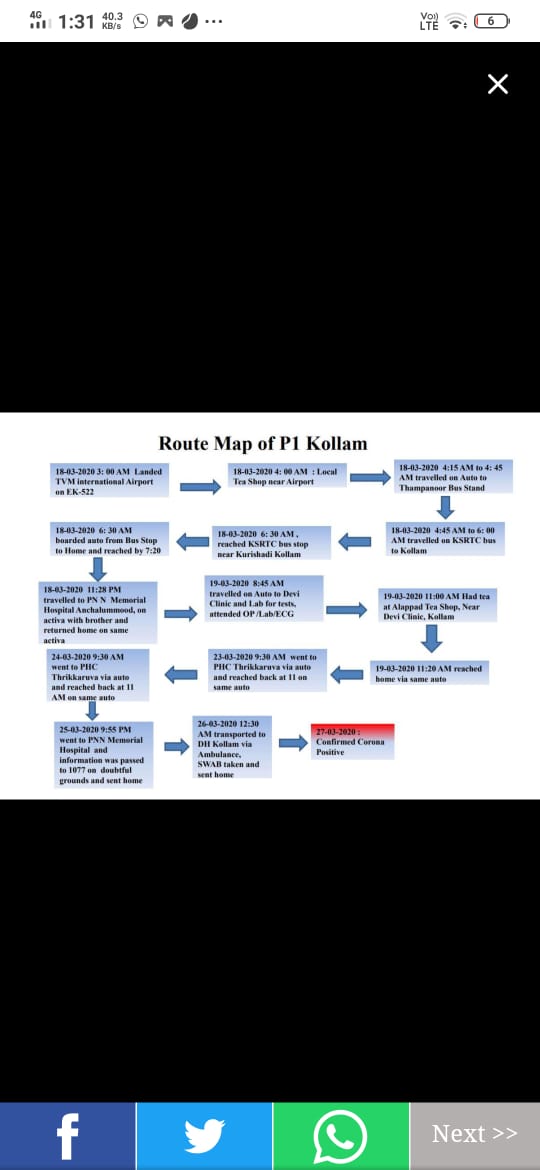 4G 1:31 40.3 KB/s ... Vo) LTE 6
Route Map of P1 Kollam
18-03-2020 3: 00 AM Landed
TVM international Airport
on EK-522
18-03-2020 4: 00 AM : Local
Tea Shop near Airport
18-03-2020 4:15 AM to 4: 45
AM travelled on Auto to
Thampanoor Bus Stand
18-03-2020 4:45 AM to 6: 00
AM travelled on KSRTC bus
to Kollam
18-03-2020 6: 30 AM ,
reached KSRTC bus stop
near Kurishadi Kollam
18-03-2020 6: 30 AM
boarded auto from Bus Stop
to Home and reached by 7:20
18-03-2020 11:28 PM
travelled to PN N Memorial
Hospital Anchalummood, on
activa with brother and
returned home on same
activa
19-03-2020 8:45 AM
travelled on Auto to Devi
Clinic and Lab for tests,
attended OP/Lab/ECG
19-03-2020 11:00 AM Had tea
at Alappad Tea Shop, Near
Devi Clinic, Kollam
19-03-2020 11:20 AM reached
home via same auto
23-03-2020 9:30 AM went to
PHC Thrikkaruva via auto
and reached back at 11 on
same auto
24-03-2020 9:30 AM
went to PHC
Thrikkaruva via auto
and reached back at 11
AM on same auto
25-03-2020 9:55 PM
went to PNN Memorial
Hospital and
information was passed
to 1077 on doubtful
grounds and sent home
26-03-2020 12:30
AM transported to
DH Kollam via
Ambulance,
SWAB taken and
sent home
27-03-2020 :
Confirmed Corona
Positive
Next >>